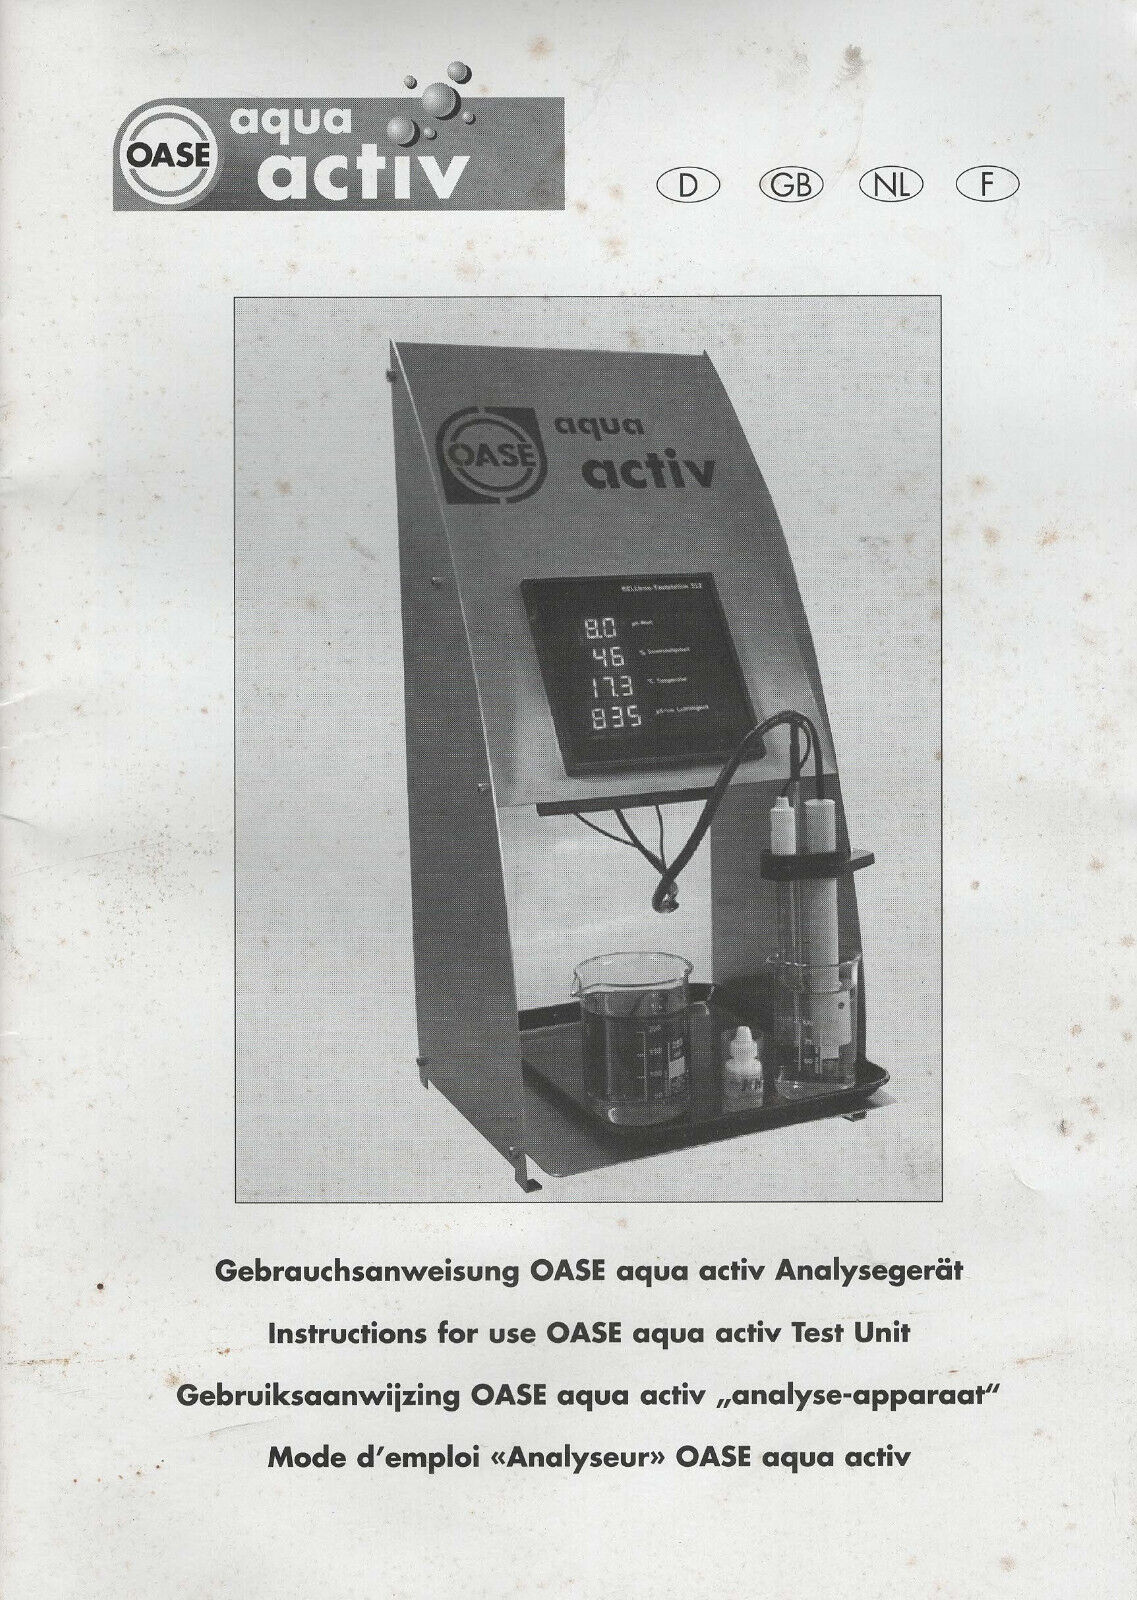 OASE
aqua
activ
D GB NL F
OASE
aqua
activ
8.0
46
17.3 °C Temperatur
835
Gebrauchsanweisung OASE aqua activ Analysegerät
Instructions for use OASE aqua activ Test Unit
Gebruiksaanwijzing OASE aqua activ „analyse-apparaat“
Mode d’emploi «Analyseur» OASE aqua activ